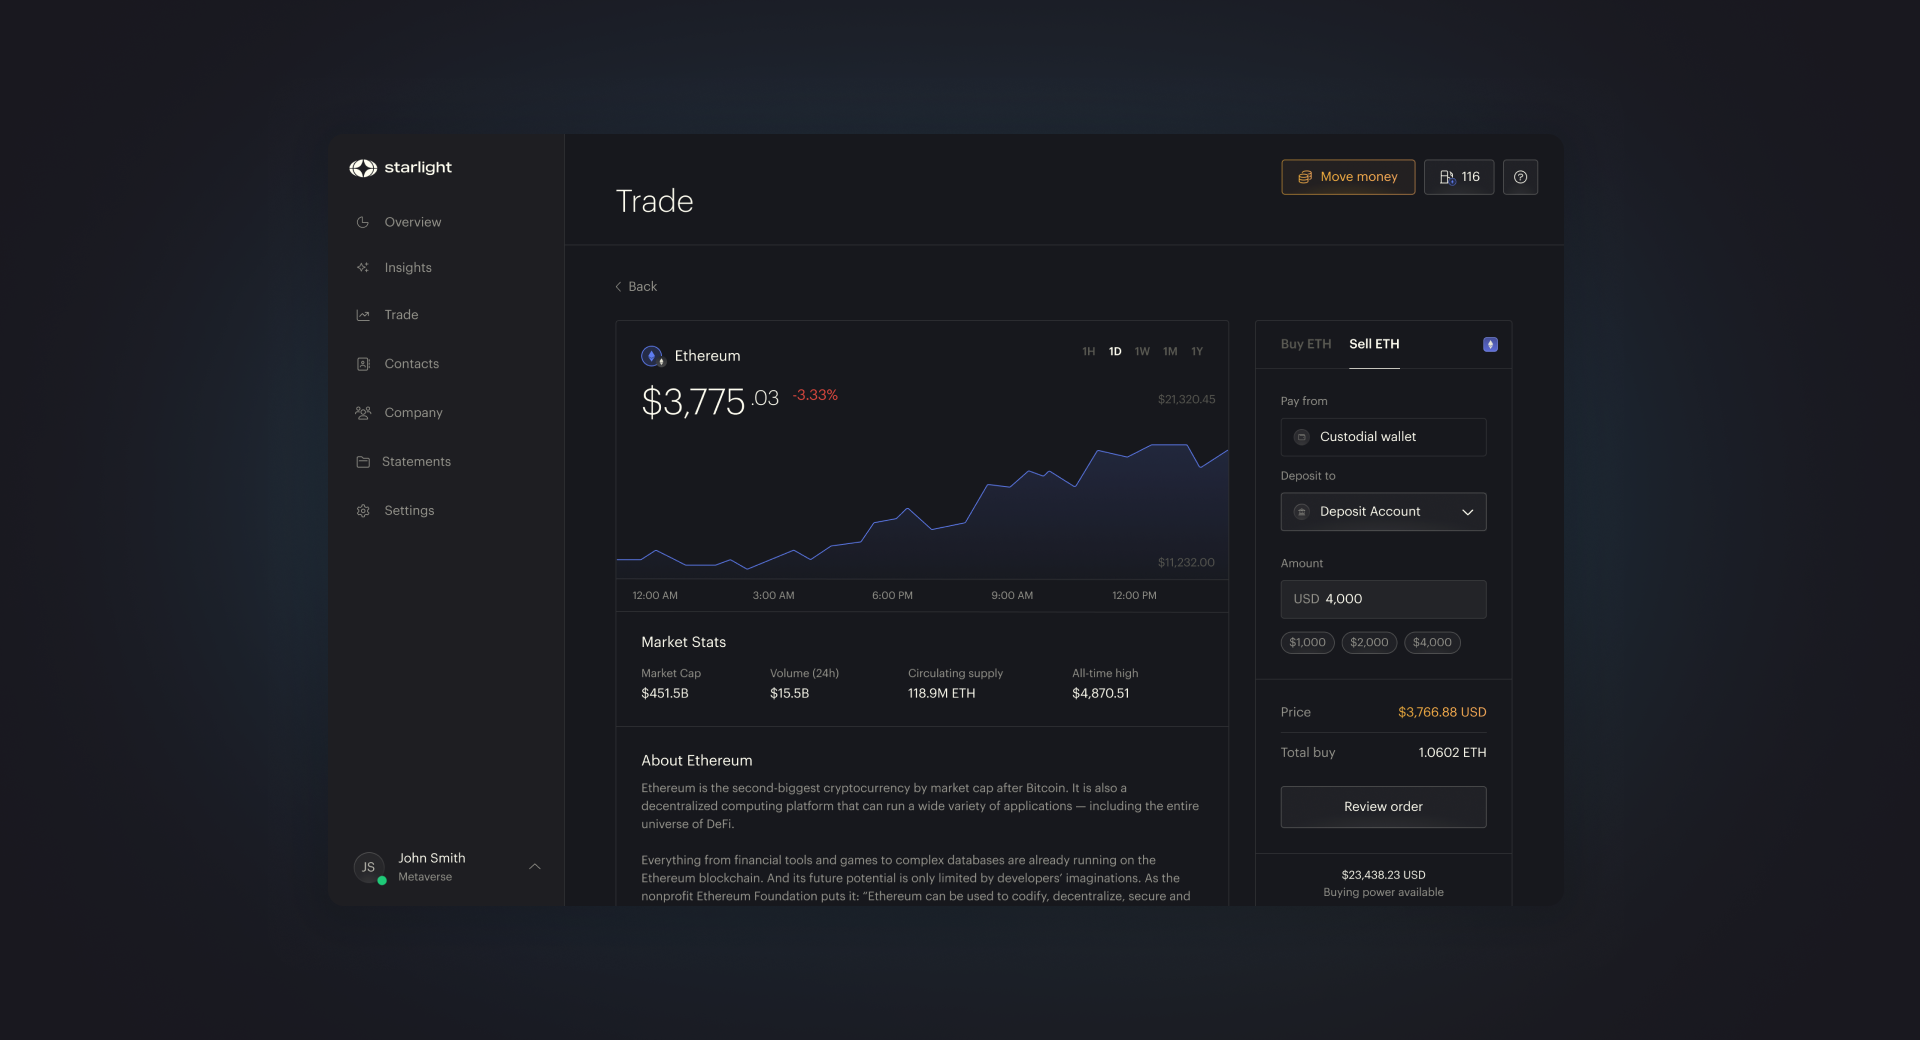 starlight
Overview
Insights
Trade
Contacts
Company
Statements
Settings
JS
John Smith
Metaverse
Trade
Move money
116
Back
Ethereum
1H 1D 1W 1M 1Y
$3,775.03 -3.33%
$21,320.45
$11,232.00
12:00 AM 3:00 AM 6:00 PM 9:00 AM 12:00 PM
Market Stats
Market Cap Volume (24h) Circulating supply All-time high
$451.5B $15.5B 118.9M ETH $4,870.51
About Ethereum
Ethereum is the second-biggest cryptocurrency by market cap after Bitcoin. It is also a
decentralized computing platform that can run a wide variety of applications — including the entire
universe of DeFi.
Everything from financial tools and games to complex databases are already running on the
Ethereum blockchain. And its future potential is only limited by developers’ imaginations. As the
nonprofit Ethereum Foundation puts it: “Ethereum can be used to codify, decentralize, secure and
Buy ETH Sell ETH
Pay from
Custodial wallet
Deposit to
Deposit Account
Amount
USD 4,000
$1,000 $2,000 $4,000
Price $3,766.88 USD
Total buy 1.0602 ETH
Review order
$23,438.23 USD
Buying power available